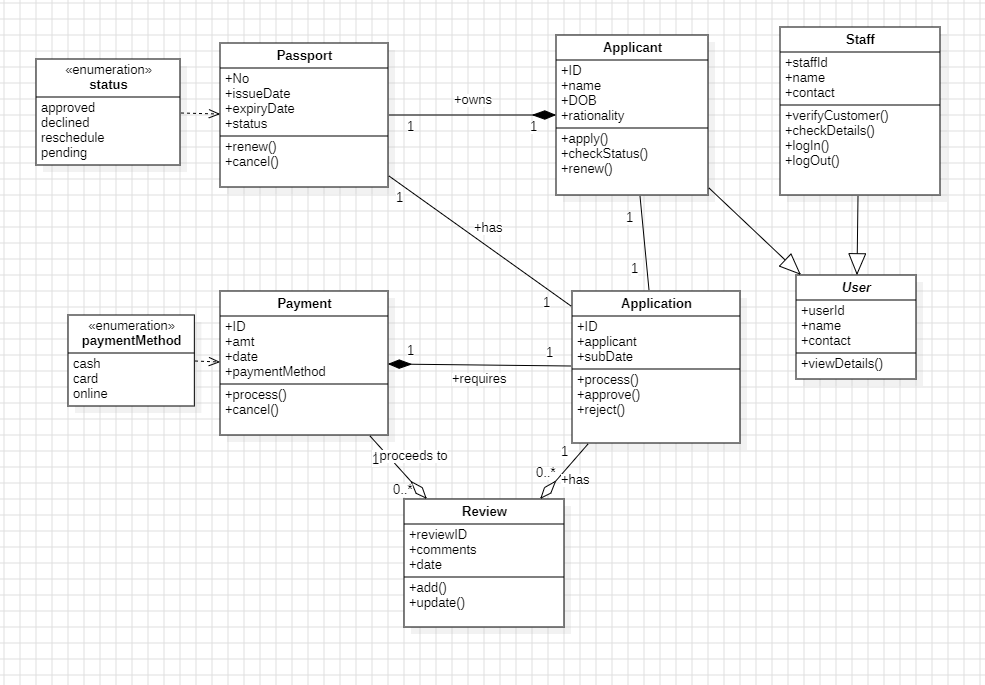 «enumeration»
status
approved
declined
reschedule
pending
Passport
+No
+issueDate
+expiryDate
+status
+renew()
+cancel()
+owns
1
1
Applicant
+ID
+name
+DOB
+rationality
+apply()
+checkStatus()
+renew()
Staff
+staffId
+name
+contact
+verifyCustomer()
+checkDetails()
+logIn()
+logOut()
1
+has
1
1
1
User
+userId
+name
+contact
+viewDetails()
«enumeration»
paymentMethod
cash
card
online
Payment
+ID
+amt
+date
+paymentMethod
+process()
+cancel()
1
1
+requires
Application
+ID
+applicant
+subDate
+process()
+approve()
+reject()
1
proceeds to
0..*
1
0..*
+has
Review
+reviewID
+comments
+date
+add()
+update()